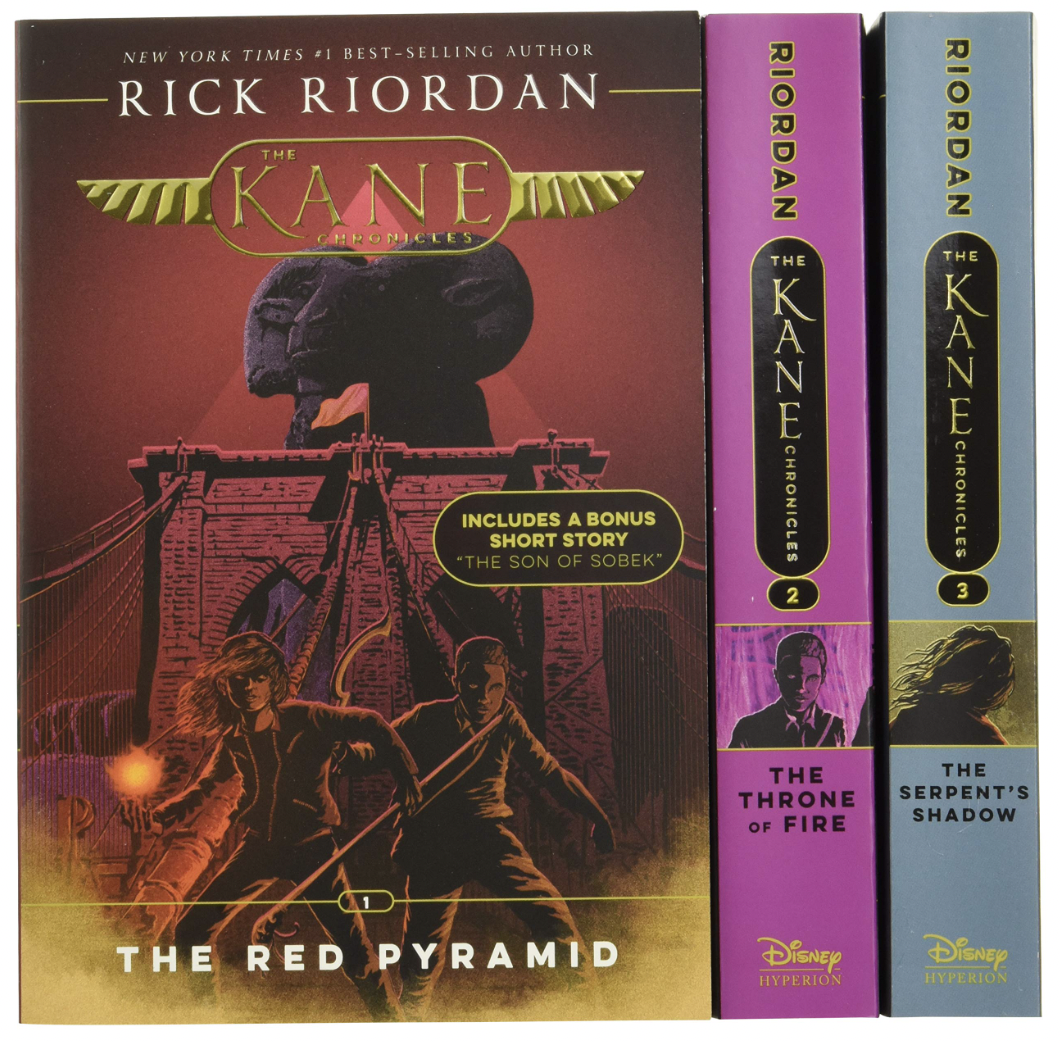 NEW YORK TIMES #1 BEST-SELLING AUTHOR
RICK RIORDAN
THE
KANE
CHRONICLES
INCLUDES A BONUS
SHORT STORY
"THE SON OF SOBEK"
1
THE RED PYRAMID
RIORDAN
THE
KANE
CHRONICLES
2
THE
THRONE
OF FIRE
Disney
HYPERION
RIORDAN
THE
KANE
CHRONICLES
3
THE
SERPENT'S
SHADOW
Disney
HYPERION